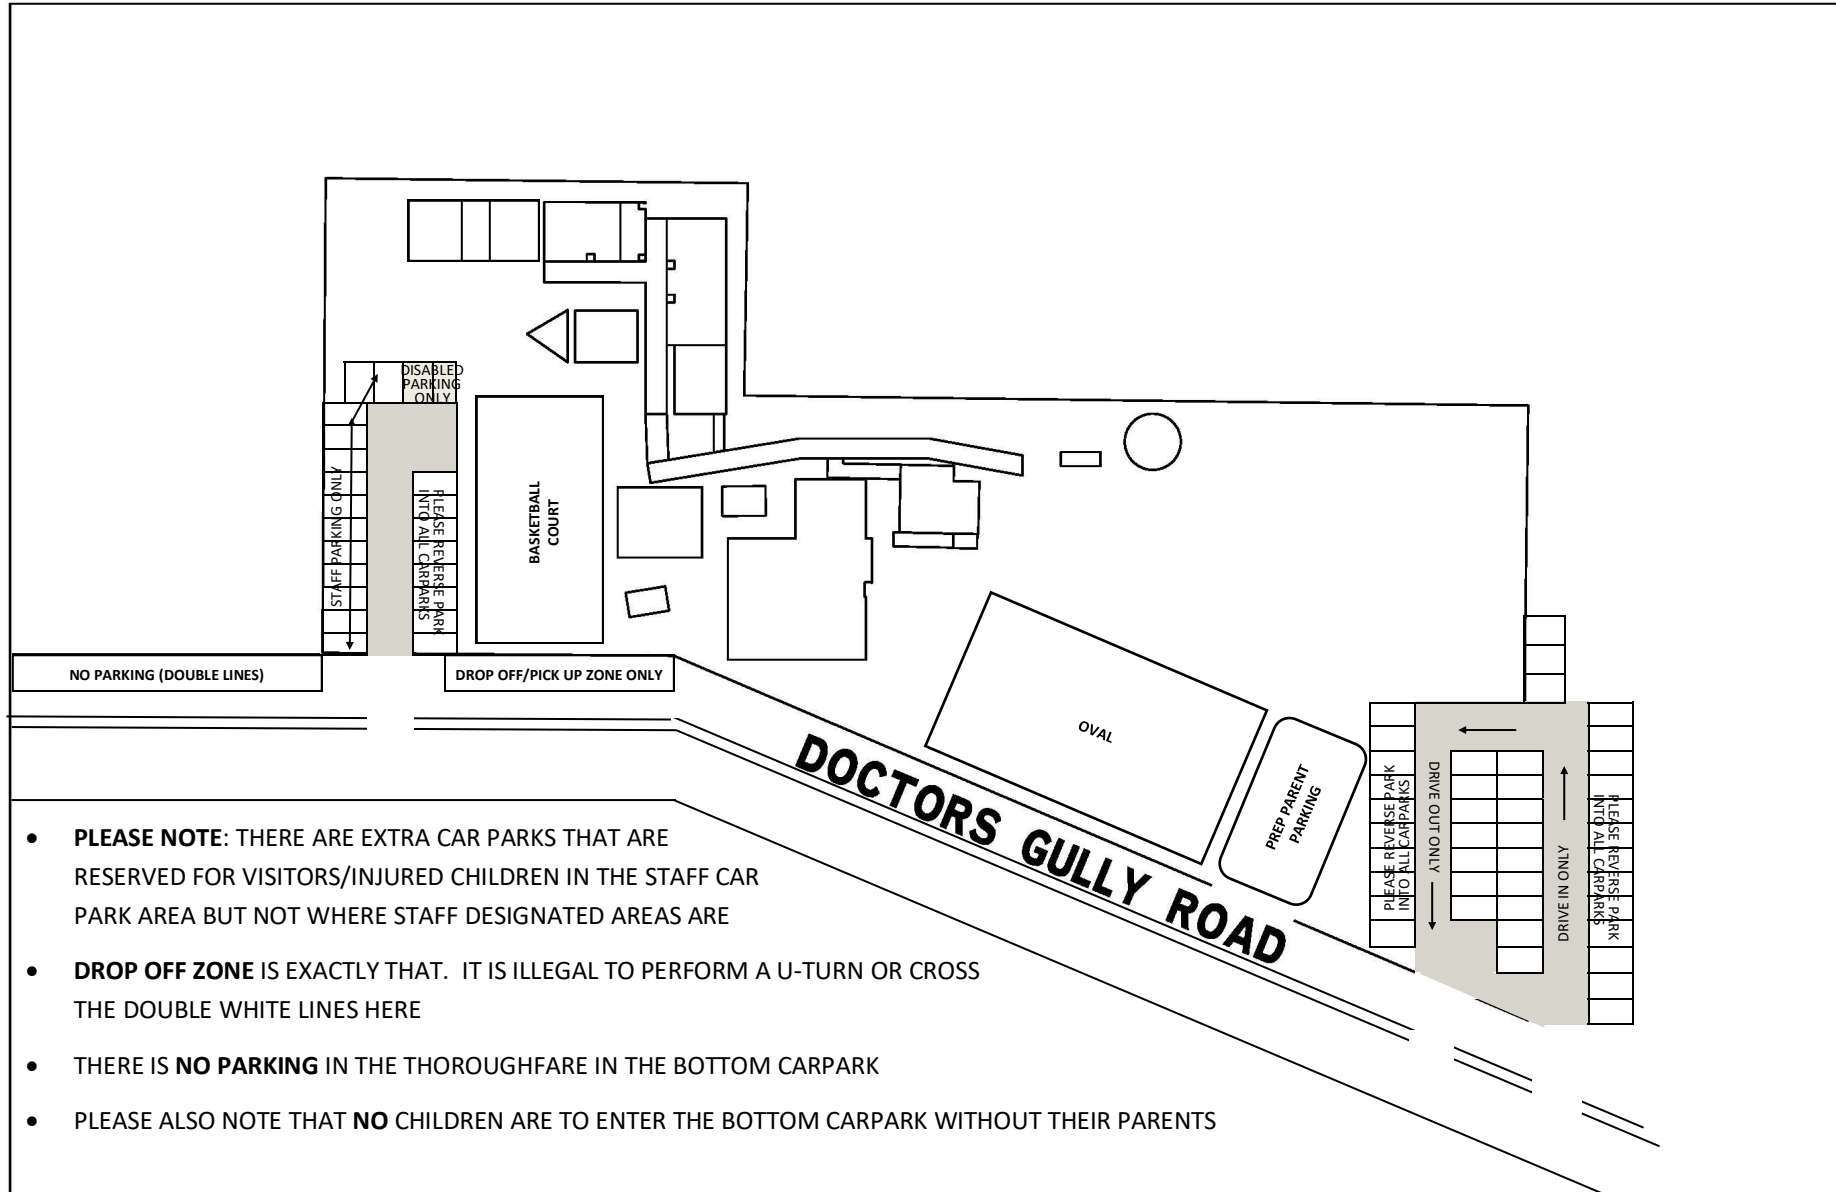 DISABLED
PARKING
ONLY
STAFF PARKING ONLY
PLEASE REVERSE PARK
INTO ALL CARPARKS
BASKETBALL
COURT
NO PARKING (DOUBLE LINES)
DROP OFF/PICK UP ZONE ONLY
OVAL
PREP PARENT
PARKING
PLEASE REVERSE PARK
INTO ALL CARPARKS
DRIVE OUT ONLY
DRIVE IN ONLY
PLEASE REVERSE PARK
INTO ALL CARPARKS
DOCTORS GULLY ROAD
• PLEASE NOTE: THERE ARE EXTRA CAR PARKS THAT ARE
RESERVED FOR VISITORS/INJURED CHILDREN IN THE STAFF CAR
PARK AREA BUT NOT WHERE STAFF DESIGNATED AREAS ARE
• DROP OFF ZONE IS EXACTLY THAT. IT IS ILLEGAL TO PERFORM A U-TURN OR CROSS
THE DOUBLE WHITE LINES HERE
• THERE IS NO PARKING IN THE THOROUGHFARE IN THE BOTTOM CARPARK
• PLEASE ALSO NOTE THAT NO CHILDREN ARE TO ENTER THE BOTTOM CARPARK WITHOUT THEIR PARENTS